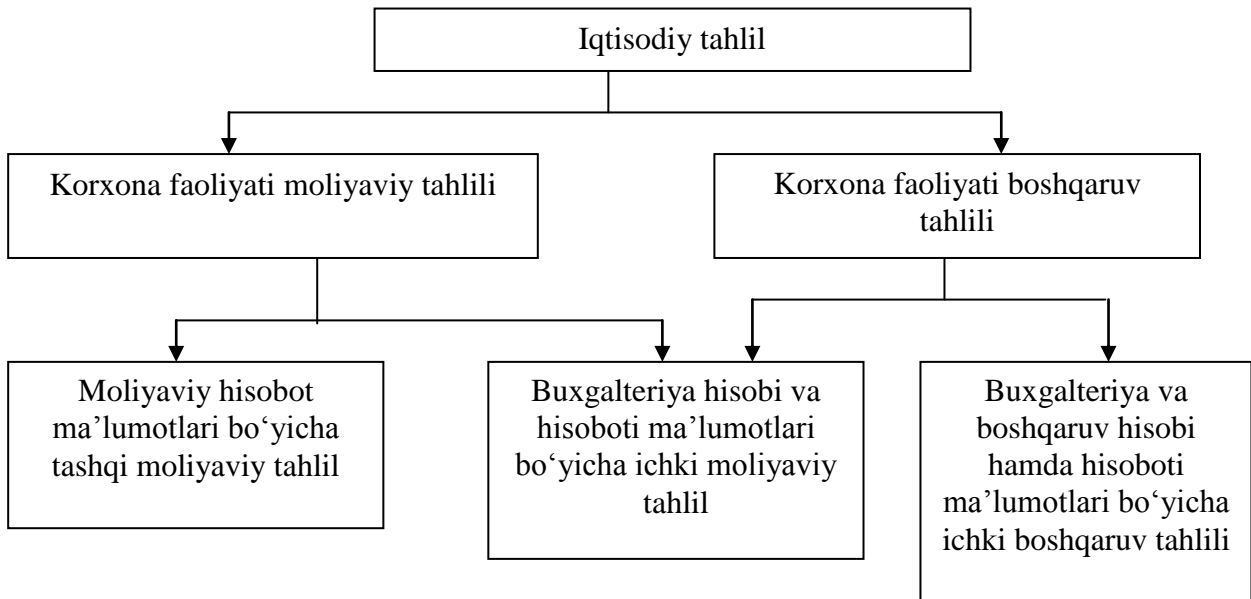 Iqtisodiy tahlil
Korxona faoliyati moliyaviy tahlili
Korxona faoliyati boshqaruv
tahlili
Moliyaviy hisobot
ma’lumotlari bo‘yicha
tashqi moliyaviy tahlil
Buxgalteriya hisobi va
hisoboti ma’lumotlari
bo‘yicha ichki moliyaviy
tahlil
Buxgalteriya va
boshqaruv hisobi
hamda hisoboti
ma’lumotlari bo‘yicha
ichki boshqaruv tahlili